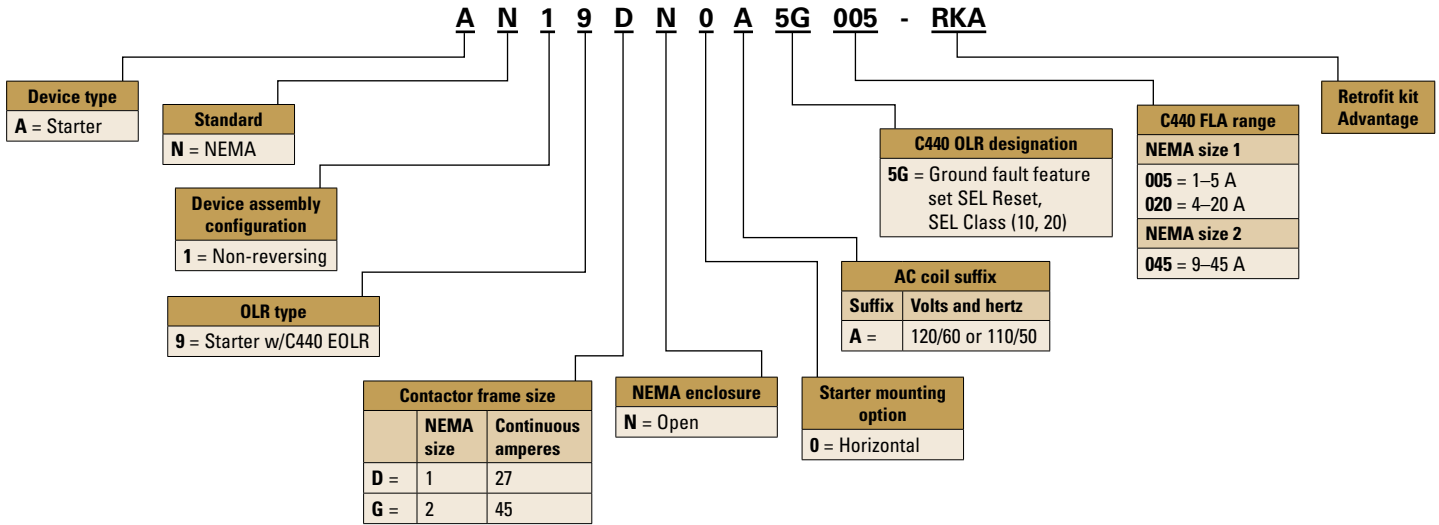 A N 1 9 D N 0 A 5G 005 - RKA
Device type
A = Starter
Standard
N = NEMA
Device assembly
configuration
1 = Non-reversing
OLR type
9 = Starter w/C440 EOLR
Contactor frame size
NEMA size Continuous amperes
D = 1 27
G = 2 45
NEMA enclosure
N = Open
Starter mounting
option
0 = Horizontal
AC coil suffix
Suffix Volts and hertz
A = 120/60 or 110/50
C440 OLR designation
5G = Ground fault feature
set SEL Reset,
SEL Class (10, 20)
C440 FLA range
NEMA size 1
005 = 1–5 A
020 = 4–20 A
NEMA size 2
045 = 9–45 A
Retrofit kit
Advantage